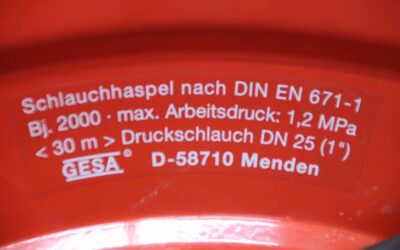 Schlauchhaspel nach DIN EN 671-1
Bj. 2000 · max. Arbeitsdruck: 1,2 MPa
< 30 m > Druckschlauch DN 25 (1")
GESA® D-58710 Menden